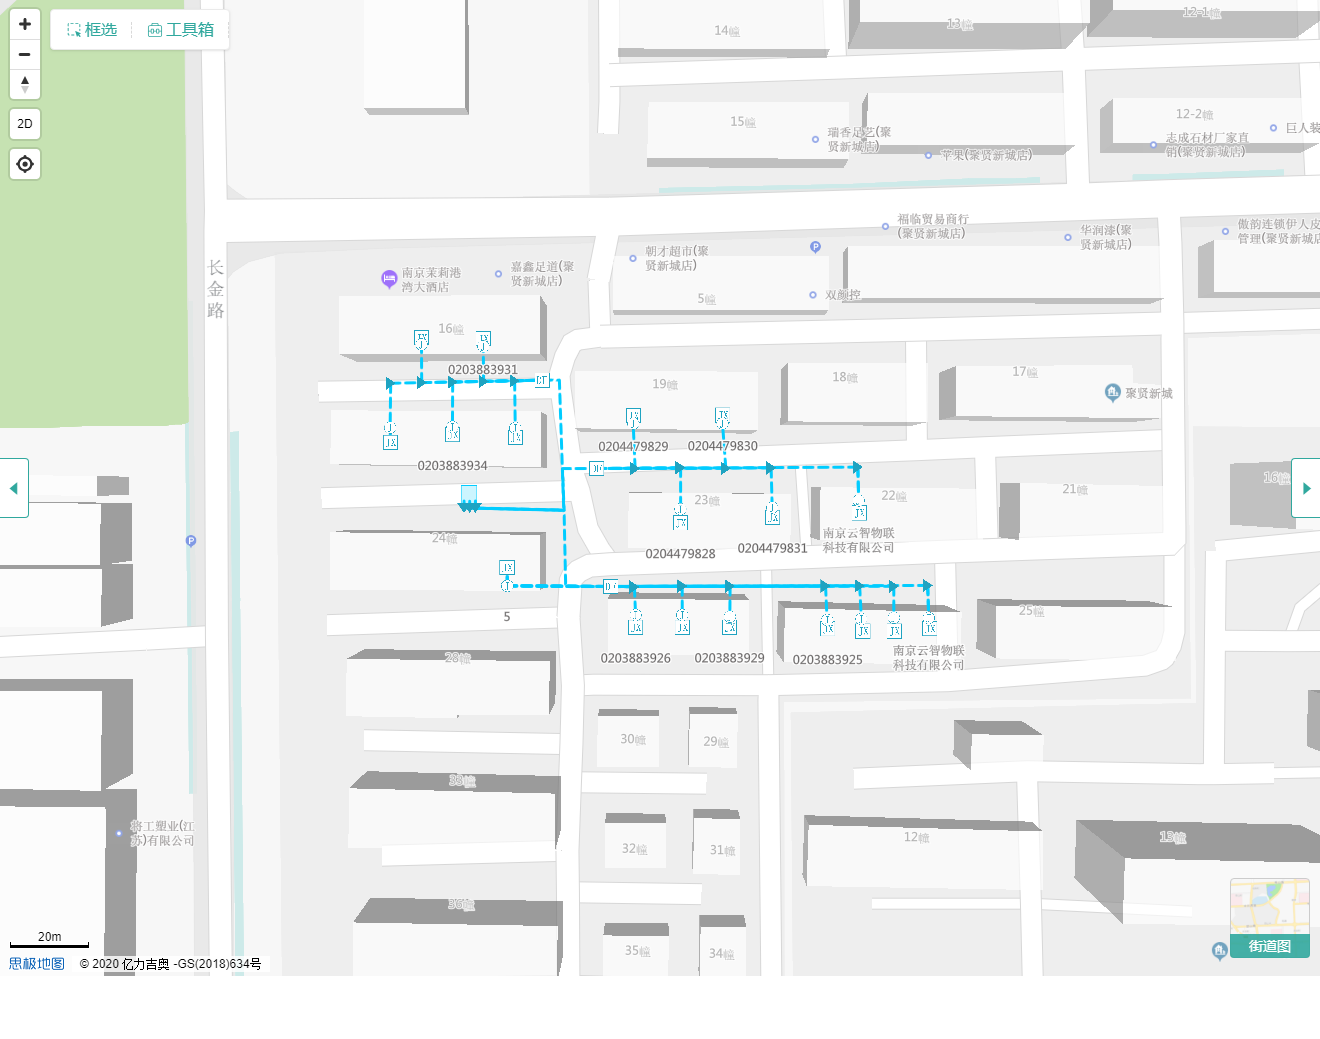 框选
工具箱
2D
14幢
13幢
12-1幢
15幢
瑞香足艺(聚
贤新城店)
苹果(聚贤新城店)
12-2幢
志成石材厂家直
销(聚贤新城店)
巨人装
福临贸易商行
(聚贤新城店)
华润漆(聚
贤新城店)
傲韵连锁伊人皮
管理(聚贤新城店
朝才超市(聚
贤新城店)
嘉鑫足道(聚
贤新城店)
南京茉莉港
湾大酒店
长金路
5幢
双颜控
16幢
0203883931
19幢
18幢
17幢
聚贤新城
0204479829
0204479830
0203883934
23幢
22幢
21幢
16幢
24幢
南京云智物联
科技有限公司
0204479828
0204479831
5
25幢
0203883926
0203883929
0203883925
南京云智物联
科技有限公司
28幢
30幢
29幢
33幢
将工塑业(江
苏)有限公司
32幢
31幢
12幢
13幢
36幢
35幢
34幢
20m
街道图
思极地图
© 2020 亿力吉奥 -GS(2018)634号